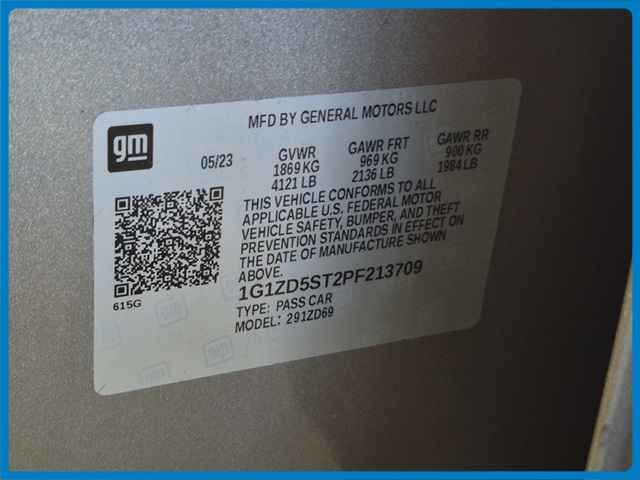 MFD BY GENERAL MOTORS LLC
gm
05/23
GVWR
1869 KG
4121 LB
GAWR FRT
969 KG
2136 LB
GAWR RR
900 KG
1984 LB
THIS VEHICLE CONFORMS TO ALL
APPLICABLE U.S. FEDERAL MOTOR
VEHICLE SAFETY, BUMPER, AND THEFT
PREVENTION STANDARDS IN EFFECT ON
THE DATE OF MANUFACTURE SHOWN
ABOVE.
615G
1G1ZD5ST2PF213709
TYPE: PASS CAR
MODEL: 291ZD69